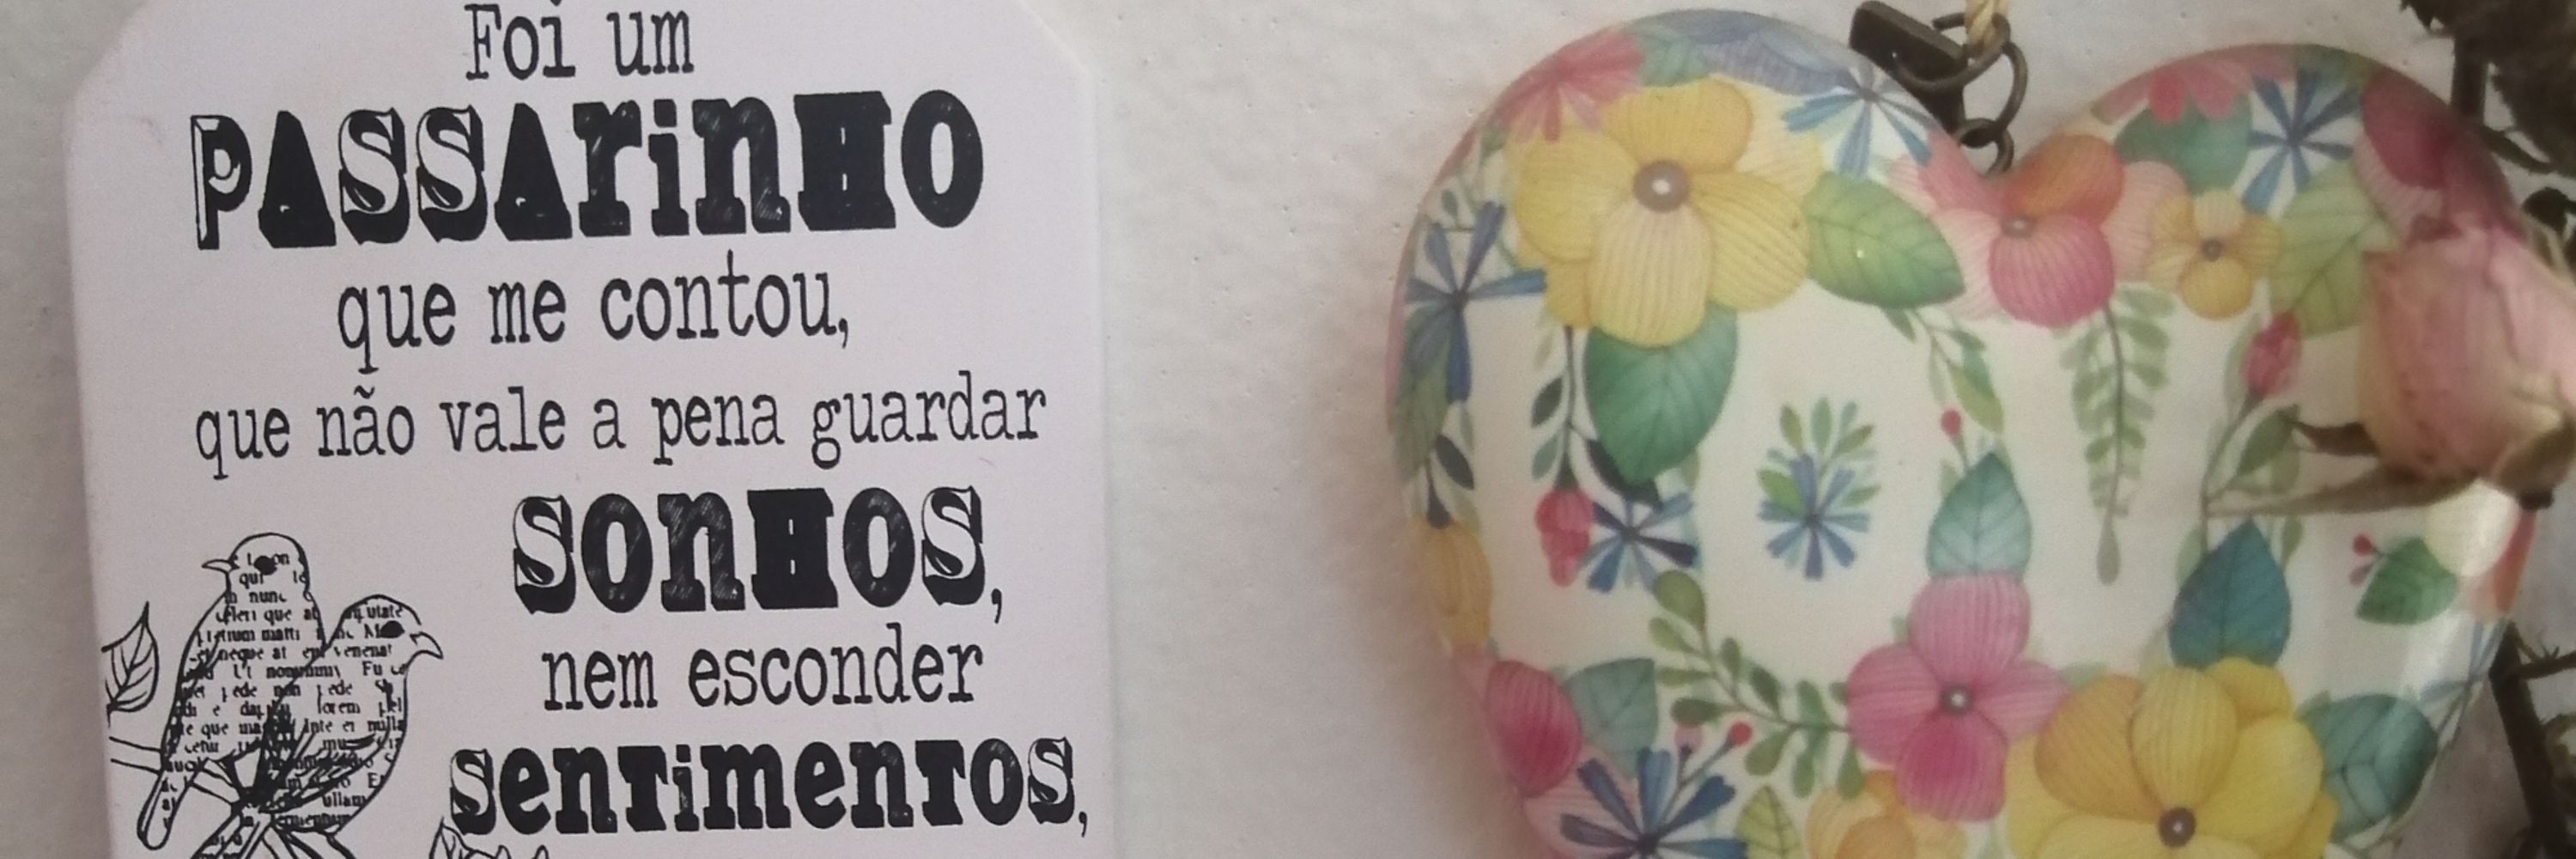 Foi um
PASSArinHO
que me contou,
que não vale a pena guardar
SonHOS,
nem esconder
SenTimenTOS,